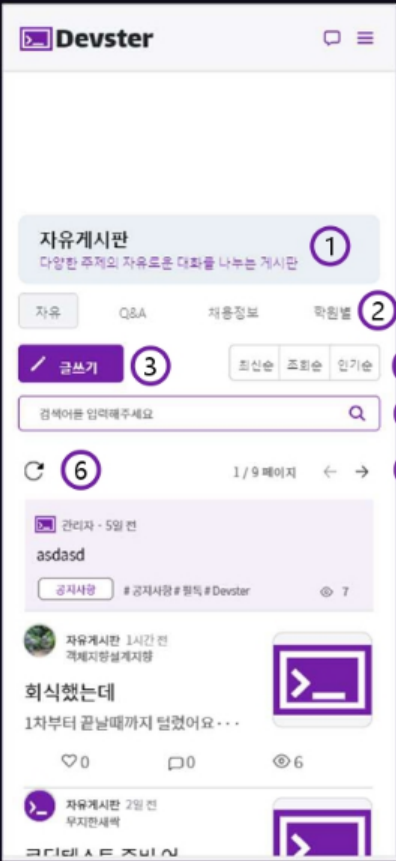 Devster
자유게시판
다양한 주제의 자유로운 대화를 나누는 게시판
1
자유 Q&A 채용정보 학원별
2
글쓰기
3
최신순 조회순 인기순
검색어를 입력해주세요
6
1 / 9 페이지
관리자 · 5일 전
asdasd
공지사항 # 공지사항 # 필독 # Devster 7
자유게시판 1시간 전
객체지향설계지향
회식했는데
1차부터 끝날때까지 털렸어요···
0 0 6
자유게시판 2일 전
무지한새싹